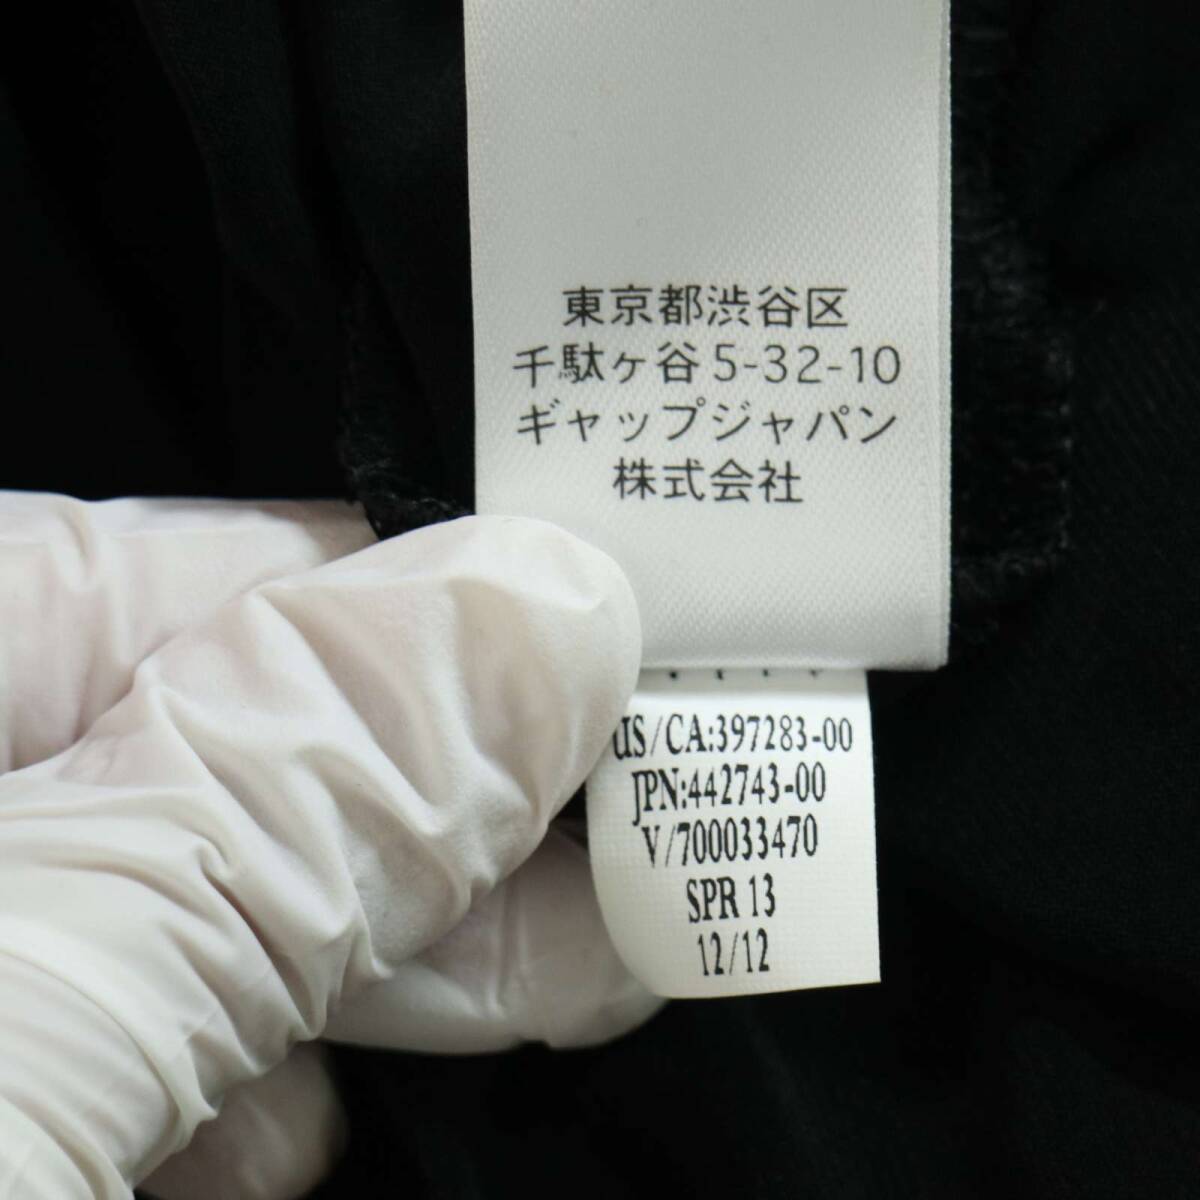 東京都渋谷区
千駄ヶ谷 5-32-10
ギャップジャパン
株式会社
US/CA:397283-00
JPN:442743-00
V/700033470
SPR 13
12/12